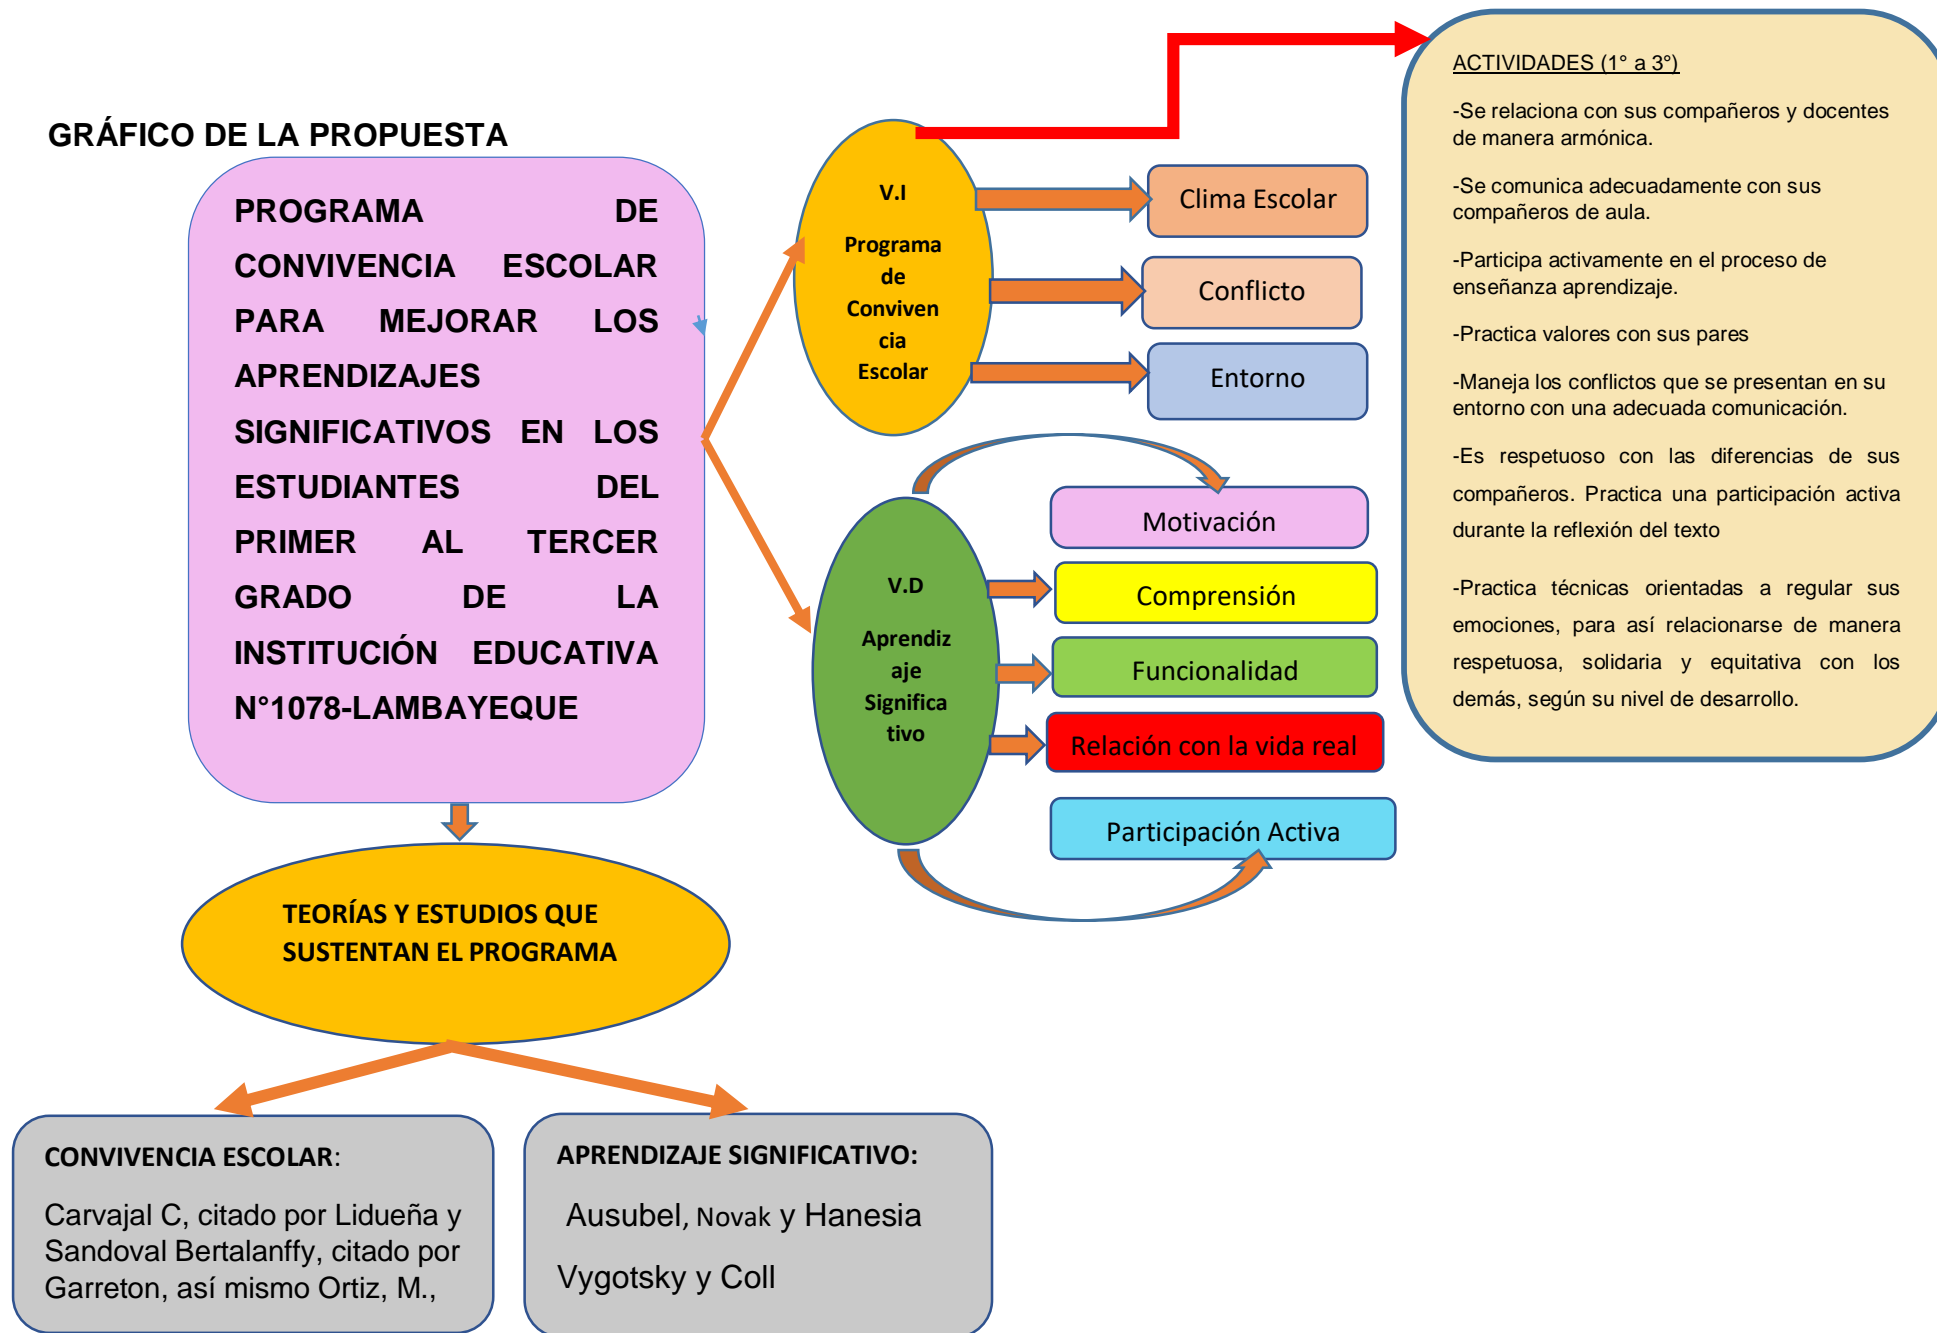 GRÁFICO DE LA PROPUESTA
PROGRAMA DE
CONVIVENCIA ESCOLAR
PARA MEJORAR LOS
APRENDIZAJES
SIGNIFICATIVOS EN LOS
ESTUDIANTES DEL
PRIMER AL TERCER
GRADO DE LA
INSTITUCIÓN EDUCATIVA
N°1078-LAMBAYEQUE
V.I
Programa
de
Conviven
cia
Escolar
Clima Escolar
Conflicto
Entorno
V.D
Aprendiz
aje
Significa
tivo
Motivación
Comprensión
Funcionalidad
Relación con la vida real
Participación Activa
ACTIVIDADES (1° a 3°)
-Se relaciona con sus compañeros y docentes
de manera armónica.
-Se comunica adecuadamente con sus
compañeros de aula.
-Participa activamente en el proceso de
enseñanza aprendizaje.
-Practica valores con sus pares
-Maneja los conflictos que se presentan en su
entorno con una adecuada comunicación.
-Es respetuoso con las diferencias de sus
compañeros. Practica una participación activa
durante la reflexión del texto
-Practica técnicas orientadas a regular sus
emociones, para así relacionarse de manera
respetuosa, solidaria y equitativa con los
demás, según su nivel de desarrollo.
TEORÍAS Y ESTUDIOS QUE
SUSTENTAN EL PROGRAMA
CONVIVENCIA ESCOLAR:
Carvajal C, citado por Lidueña y
Sandoval Bertalanffy, citado por
Garreton, así mismo Ortiz, M.,
APRENDIZAJE SIGNIFICATIVO:
Ausubel, Novak y Hanesia
Vygotsky y Coll